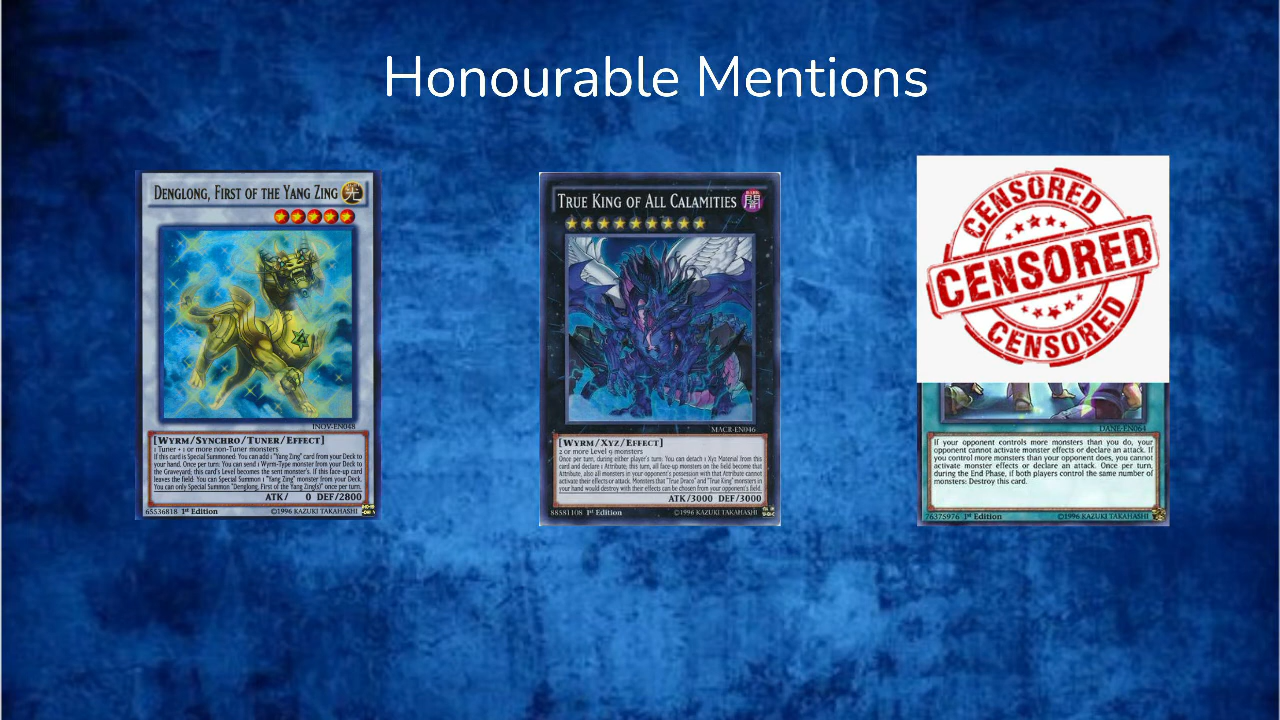 Honourable Mentions
DENGLONG, FIRST OF THE YANG ZING
光
INOV-EN048
[WYRM/SYNCHRO/TUNER/EFFECT]
1 Tuner + 1 or more non-Tuner monsters
If this card is Special Summoned: You can add 1 "Yang Zing" card from your Deck to
your hand. Once per turn: You can send 1 Wyrm-Type monster from your Deck to
the Graveyard; this card's Level becomes the sent monster's. If this face-up card
leaves the field: You can Special Summon 1 "Yang Zing" monster from your Deck.
You can only Special Summon "Denglong, First of the Yang Zing(s)" once per turn.
ATK/ 0 DEF/2800
65536818 1st Edition ©1996 KAZUKI TAKAHASHI
TRUE KING OF ALL CALAMITIES
DARK
闇
MACR-EN046
[WYRM/XYZ/EFFECT]
2 or more Level 9 monsters
Once per turn, during either player's turn: You can detach 1 Xyz Material from this
card and declare 1 Attribute; this turn, all face-up monsters on the field become that
Attribute, also all monsters in your opponent's possession with that Attribute cannot
activate their effects or attack. Monsters that "True Draco" and "True King" monsters in
your hand would destroy with their effects can be chosen from your opponent's field.
ATK/3000 DEF/3000
88581108 1st Edition ©1996 KAZUKI TAKAHASHI
CENSORED
CENSORED
CENSORED
DANE-EN064
If your opponent controls more monsters than you do, your
opponent cannot activate monster effects or declare an attack. If
you control more monsters than your opponent does, you cannot
activate monster effects or declare an attack. Once per turn,
during the End Phase, if both players control the same number of
monsters: Destroy this card.
76375976 1st Edition ©1996 KAZUKI TAKAHASHI